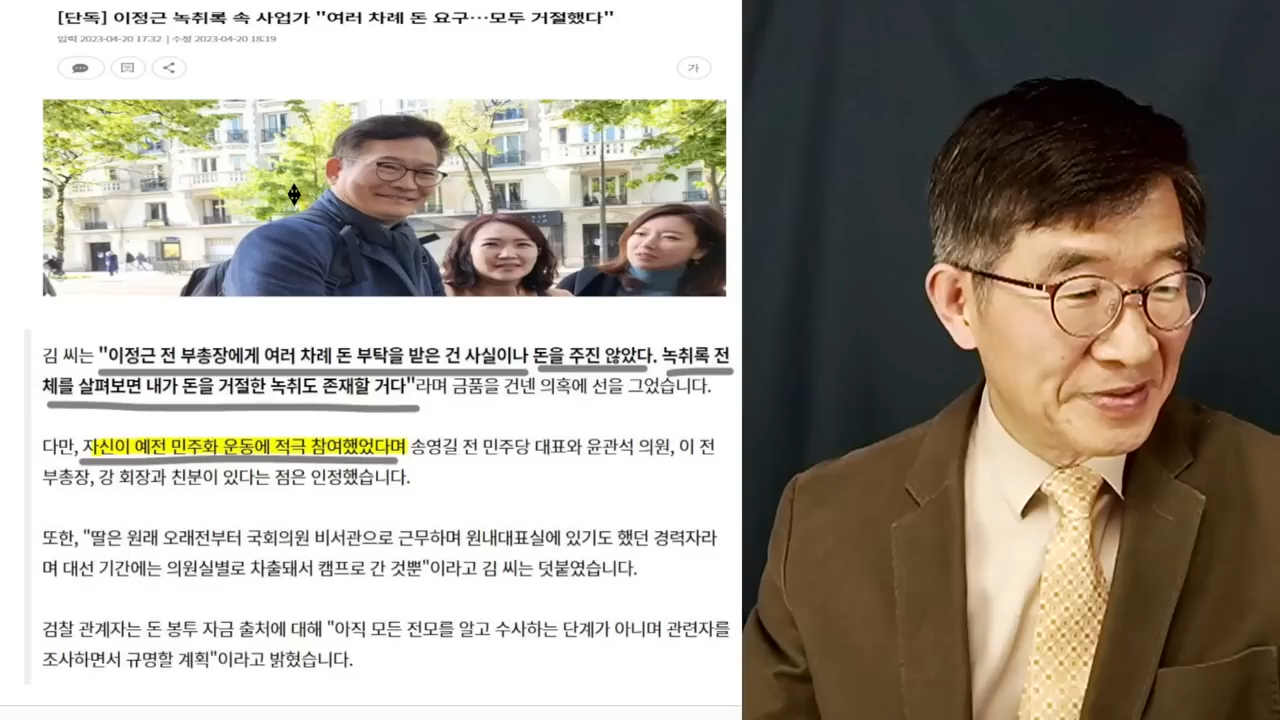 [단독] 이정근 녹취록 속 사업가 "여러 차례 돈 요구…모두 거절했다"
입력 2023-04-20 17:32 | 수정 2023-04-20 18:19
가
김 씨는 "이정근 전 부총장에게 여러 차례 돈 부탁을 받은 건 사실이나 돈을 주진 않았다. 녹취록 전
체를 살펴보면 내가 돈을 거절한 녹취도 존재할 거다"라며 금품을 건넨 의혹에 선을 그었습니다.
다만, 자신이 예전 민주화 운동에 적극 참여했었다며 송영길 전 민주당 대표와 윤관석 의원, 이 전
부총장, 강 회장과 친분이 있다는 점은 인정했습니다.
또한, "딸은 원래 오래전부터 국회의원 비서관으로 근무하며 원내대표실에 있기도 했던 경력자라
며 대선 기간에는 의원실별로 차출돼서 캠프로 간 것뿐"이라고 김 씨는 덧붙였습니다.
검찰 관계자는 돈 봉투 자금 출처에 대해 "아직 모든 전모를 알고 수사하는 단계가 아니며 관련자를
조사하면서 규명할 계획"이라고 밝혔습니다.